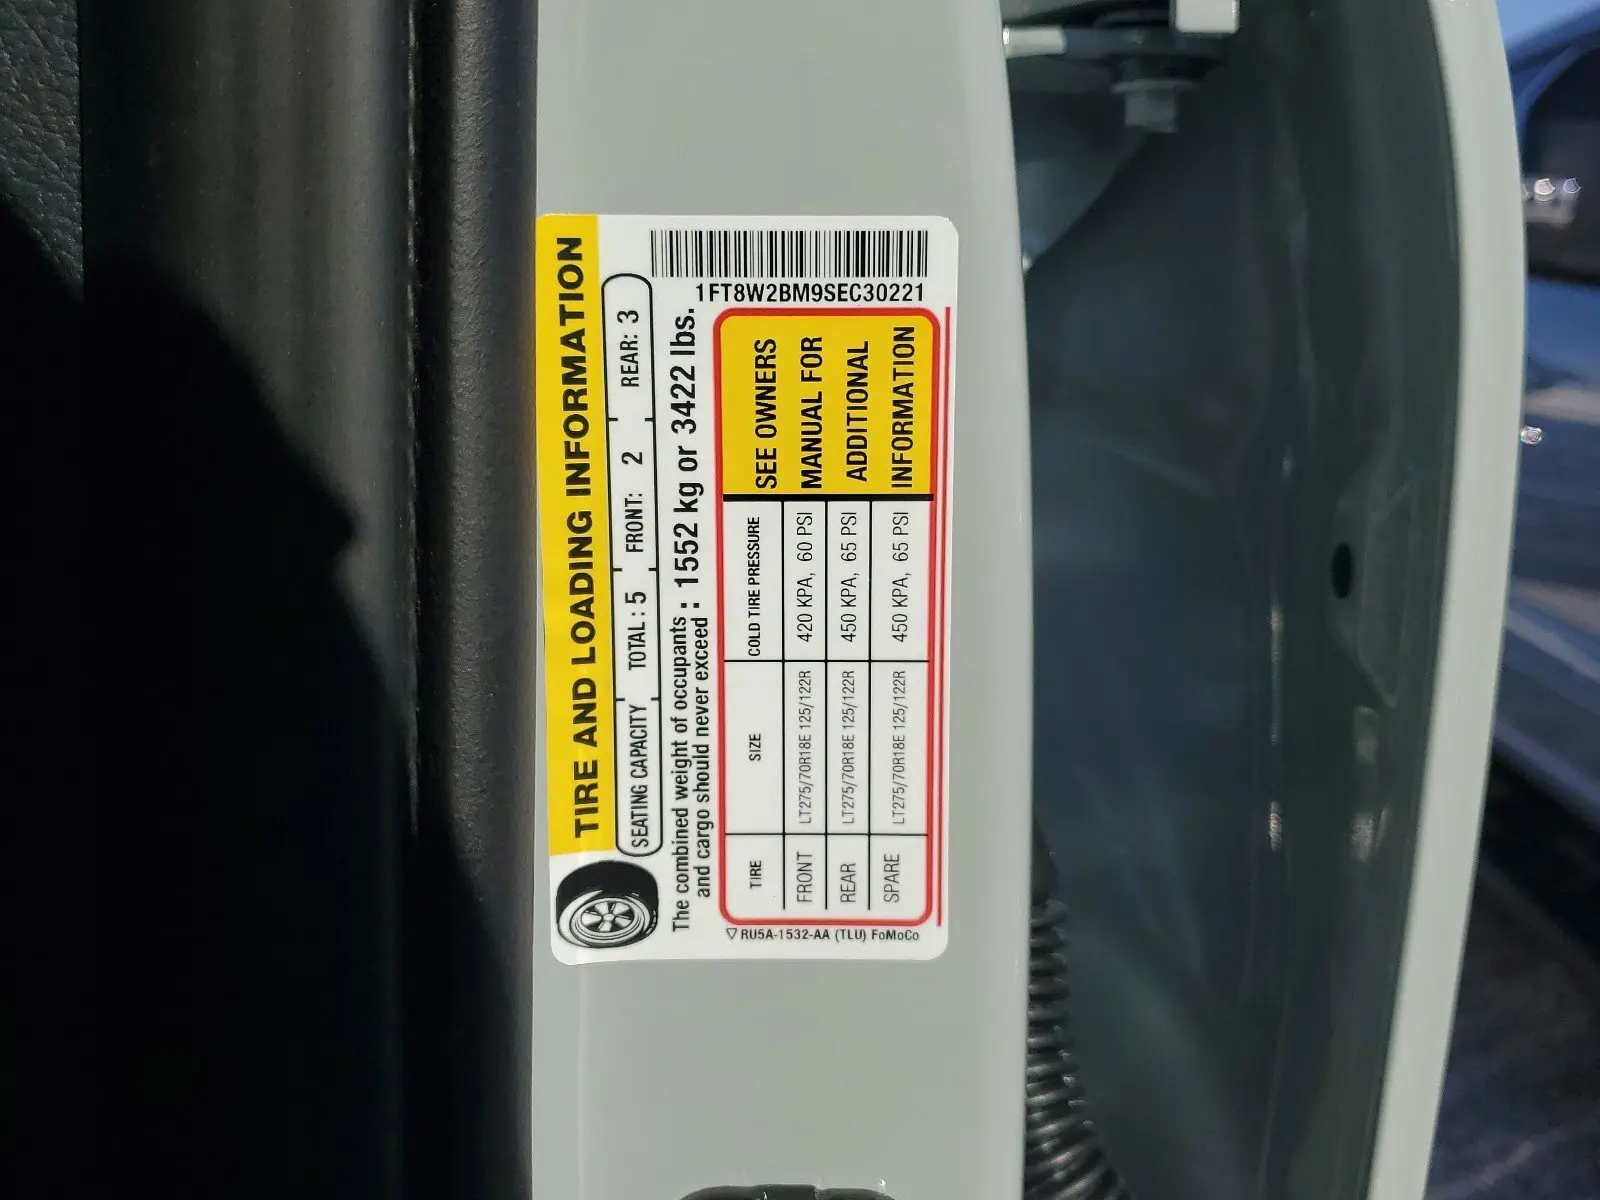 TIRE AND LOADING INFORMATION
SEATING CAPACITY TOTAL : 5 FRONT: 2 REAR: 3
The combined weight of occupants and cargo should never exceed : 1552 kg or 3422 lbs.
TIRE SIZE COLD TIRE PRESSURE
FRONT LT275/70R18E 125/122R 420 KPA, 60 PSI
REAR LT275/70R18E 125/122R 450 KPA, 65 PSI
SPARE LT275/70R18E 125/122R 450 KPA, 65 PSI
SEE OWNERS
MANUAL FOR
ADDITIONAL
INFORMATION
1FT8W2BM9SEC30221
RU5A-1532-AA (TLU) FoMoCo